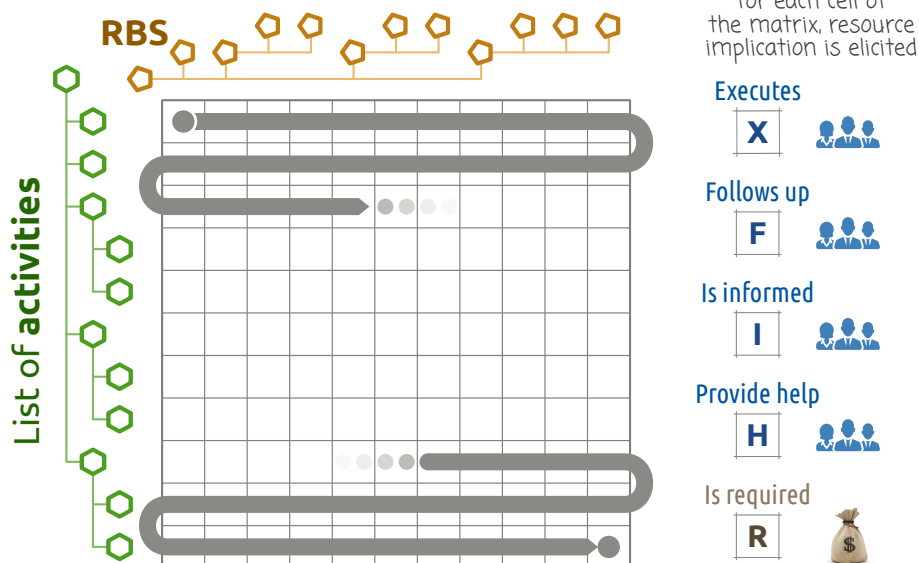 RBS
for each cell of
the matrix, resource
implication is elicited
List of activities
Executes
X
Follows up
F
Is informed
I
Provide help
H
Is required
R
$